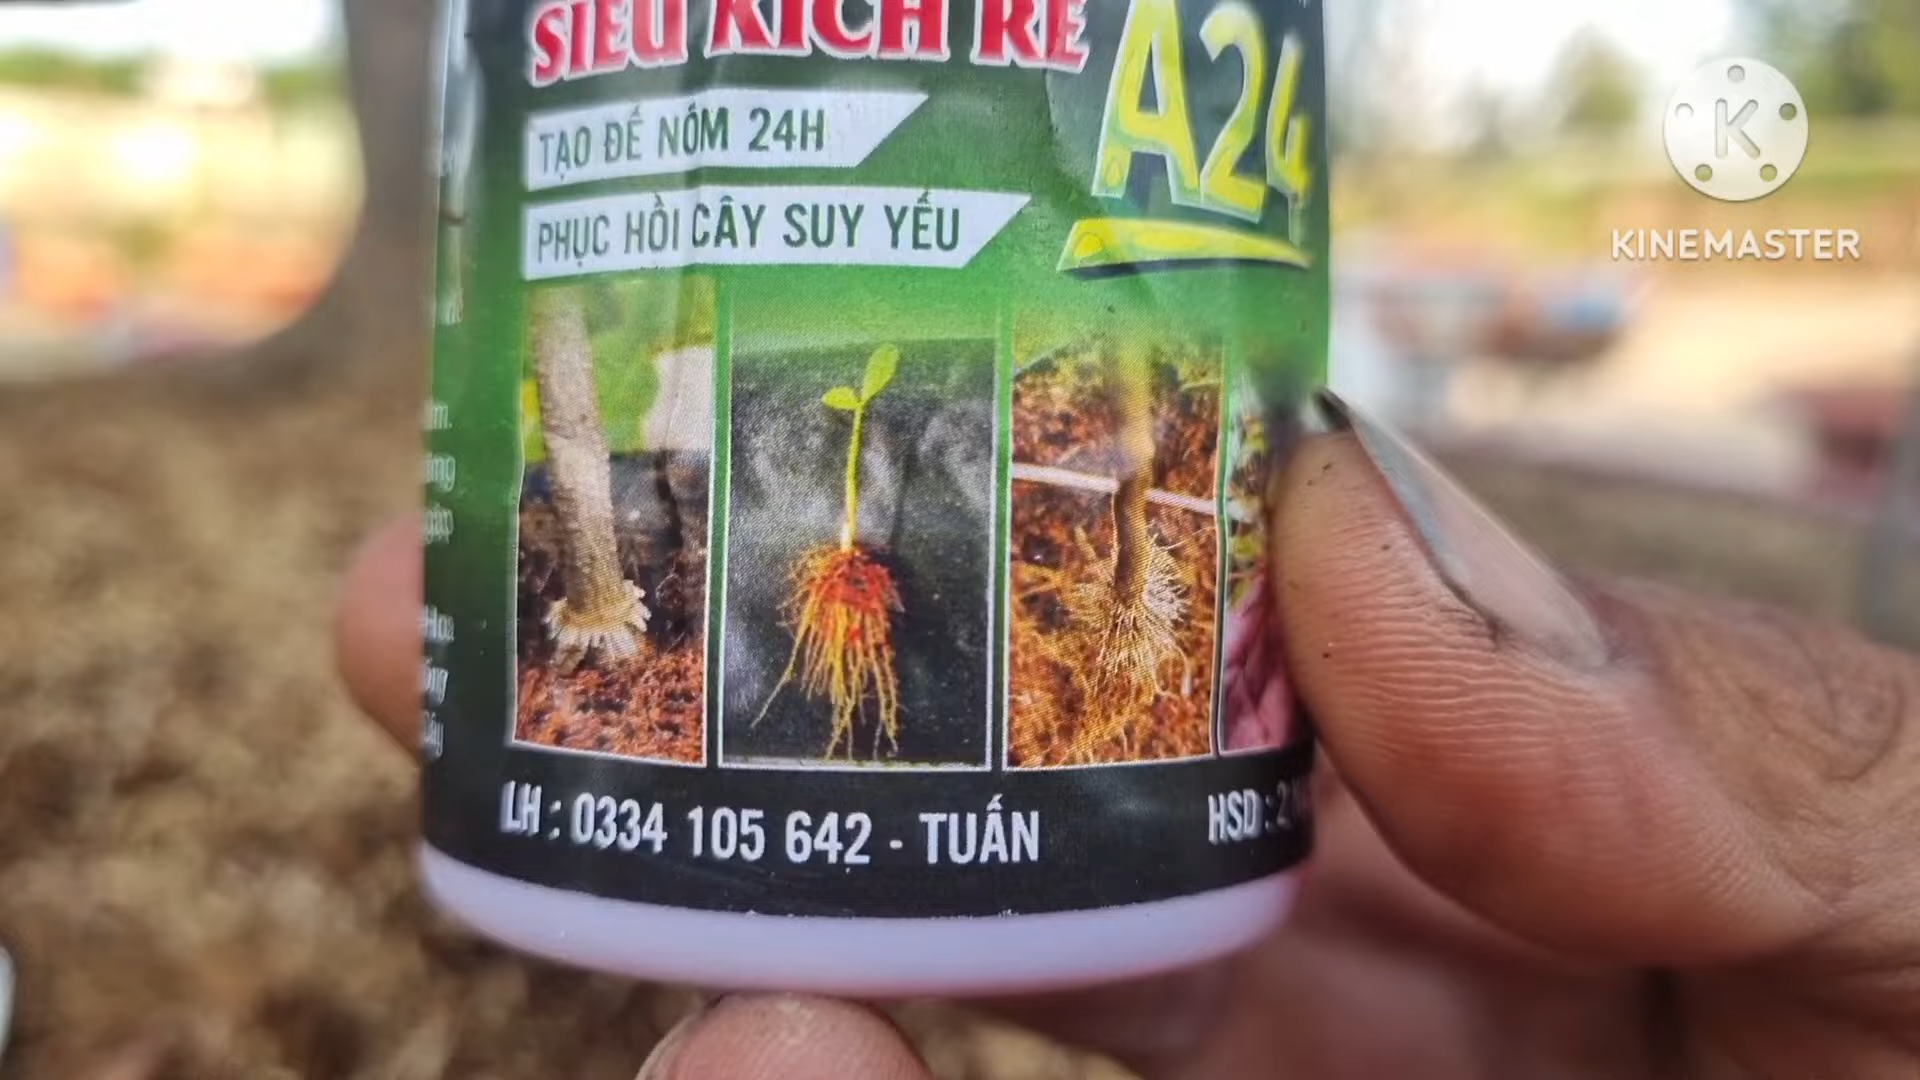 SIÊU KÍCH RỄ
A24
TẠO ĐẾ NÓM 24H
PHỤC HỒI CÂY SUY YẾU
LH : 0334 105 642 - TUẤN
HSD :
K
KINEMASTER